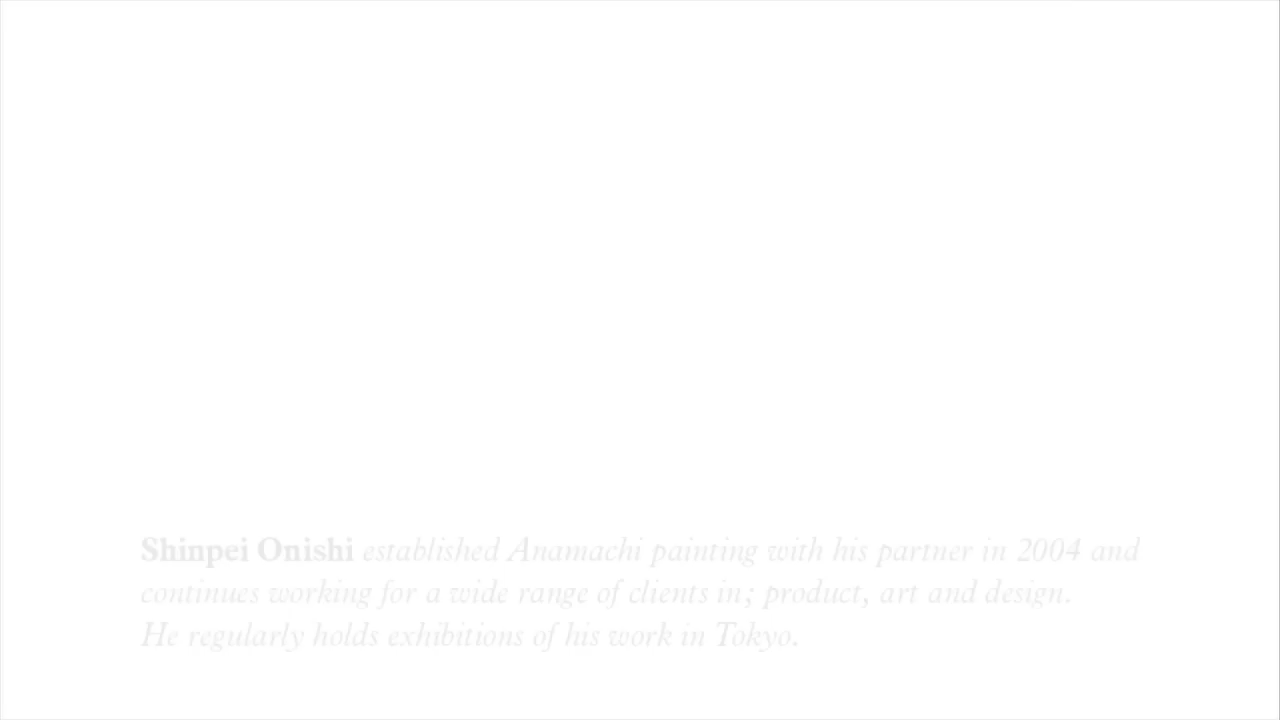 Shinpei Onishi established Anamachi painting with his partner in 2004 and
continues working for a wide range of clients in; product, art and design.
He regularly holds exhibitions of his work in Tokyo.